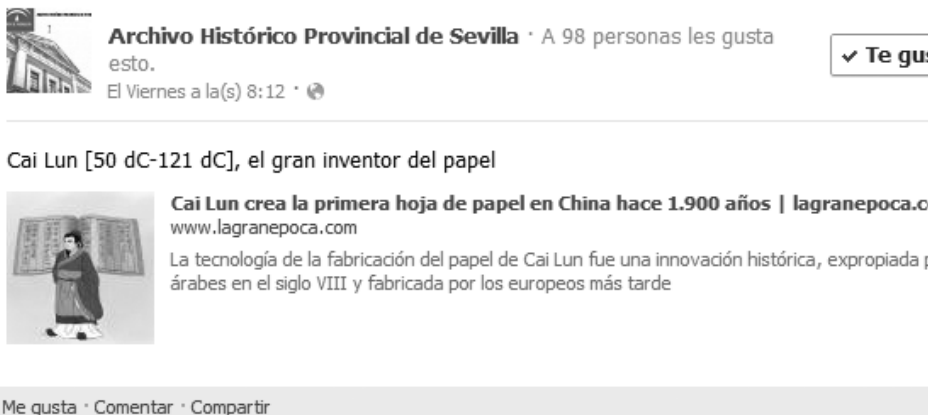 Archivo Histórico Provincial de Sevilla · A 98 personas les gusta
esto.
El Viernes a la(s) 8:12 ·
✓ Te gus
Cai Lun [50 dC-121 dC], el gran inventor del papel
Cai Lun crea la primera hoja de papel en China hace 1.900 años | lagranepoca.c
www.lagranepoca.com
La tecnología de la fabricación del papel de Cai Lun fue una innovación histórica, expropiada p
árabes en el siglo VIII y fabricada por los europeos más tarde
Me gusta · Comentar · Compartir